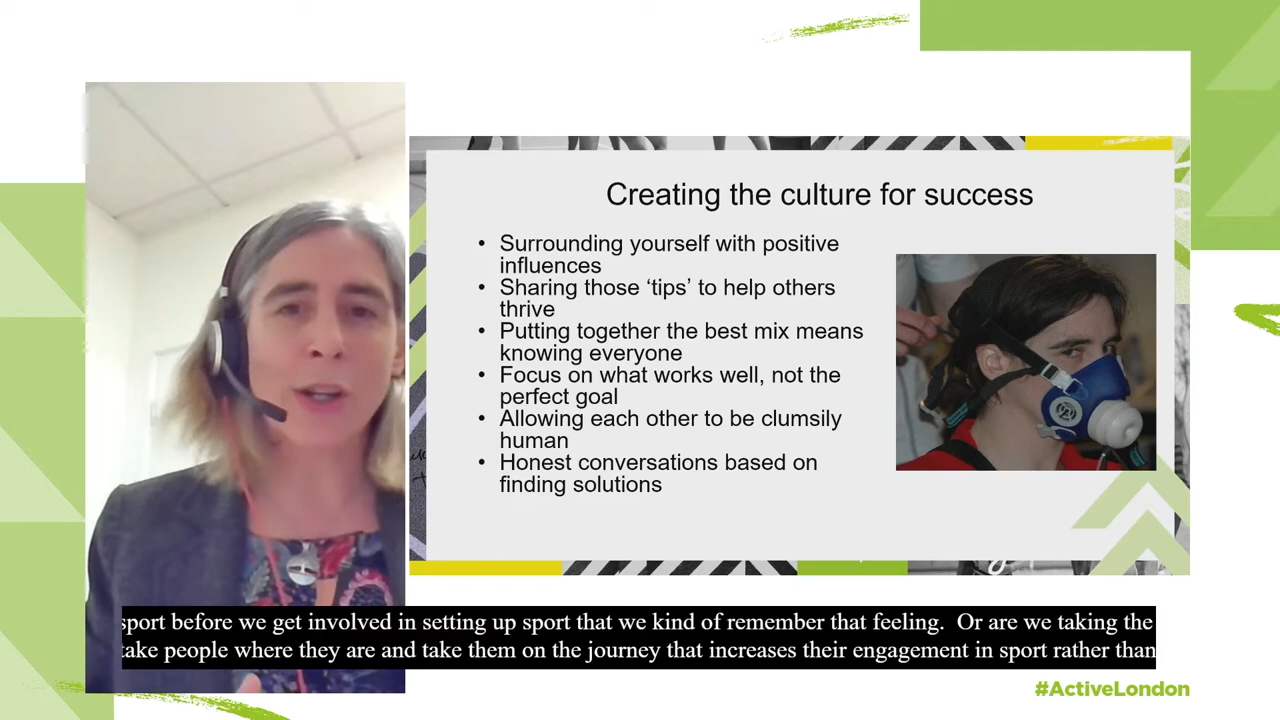 Creating the culture for success
• Surrounding yourself with positive
influences
• Sharing those ‘tips’ to help others
thrive
• Putting together the best mix means
knowing everyone
• Focus on what works well, not the
perfect goal
• Allowing each other to be clumsily
human
• Honest conversations based on
finding solutions
sport before we get involved in setting up sport that we kind of remember that feeling.  Or are we taking the
take people where they are and take them on the journey that increases their engagement in sport rather than
#ActiveLondon